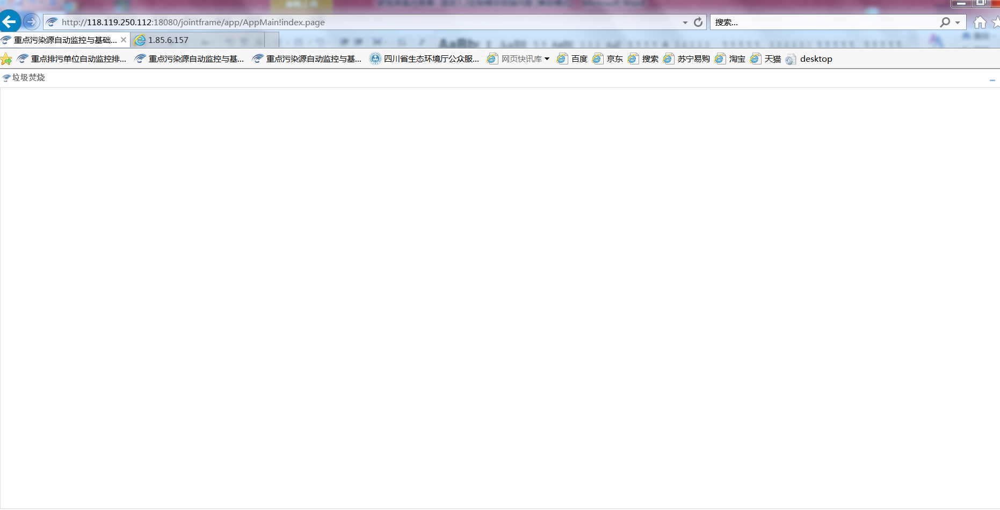 http://118.119.250.112:18080/jointframe/app/AppMain!index.page 搜索...
重点污染源自动监控与基础... 1.85.6.157
重点排污单位自动监控排... 重点污染源自动监控与基... 重点污染源自动监控与基... 四川省生态环境厅公众服... 网页快讯库 百度 京东 搜索 苏宁易购 淘宝 天猫 desktop
垃圾焚烧